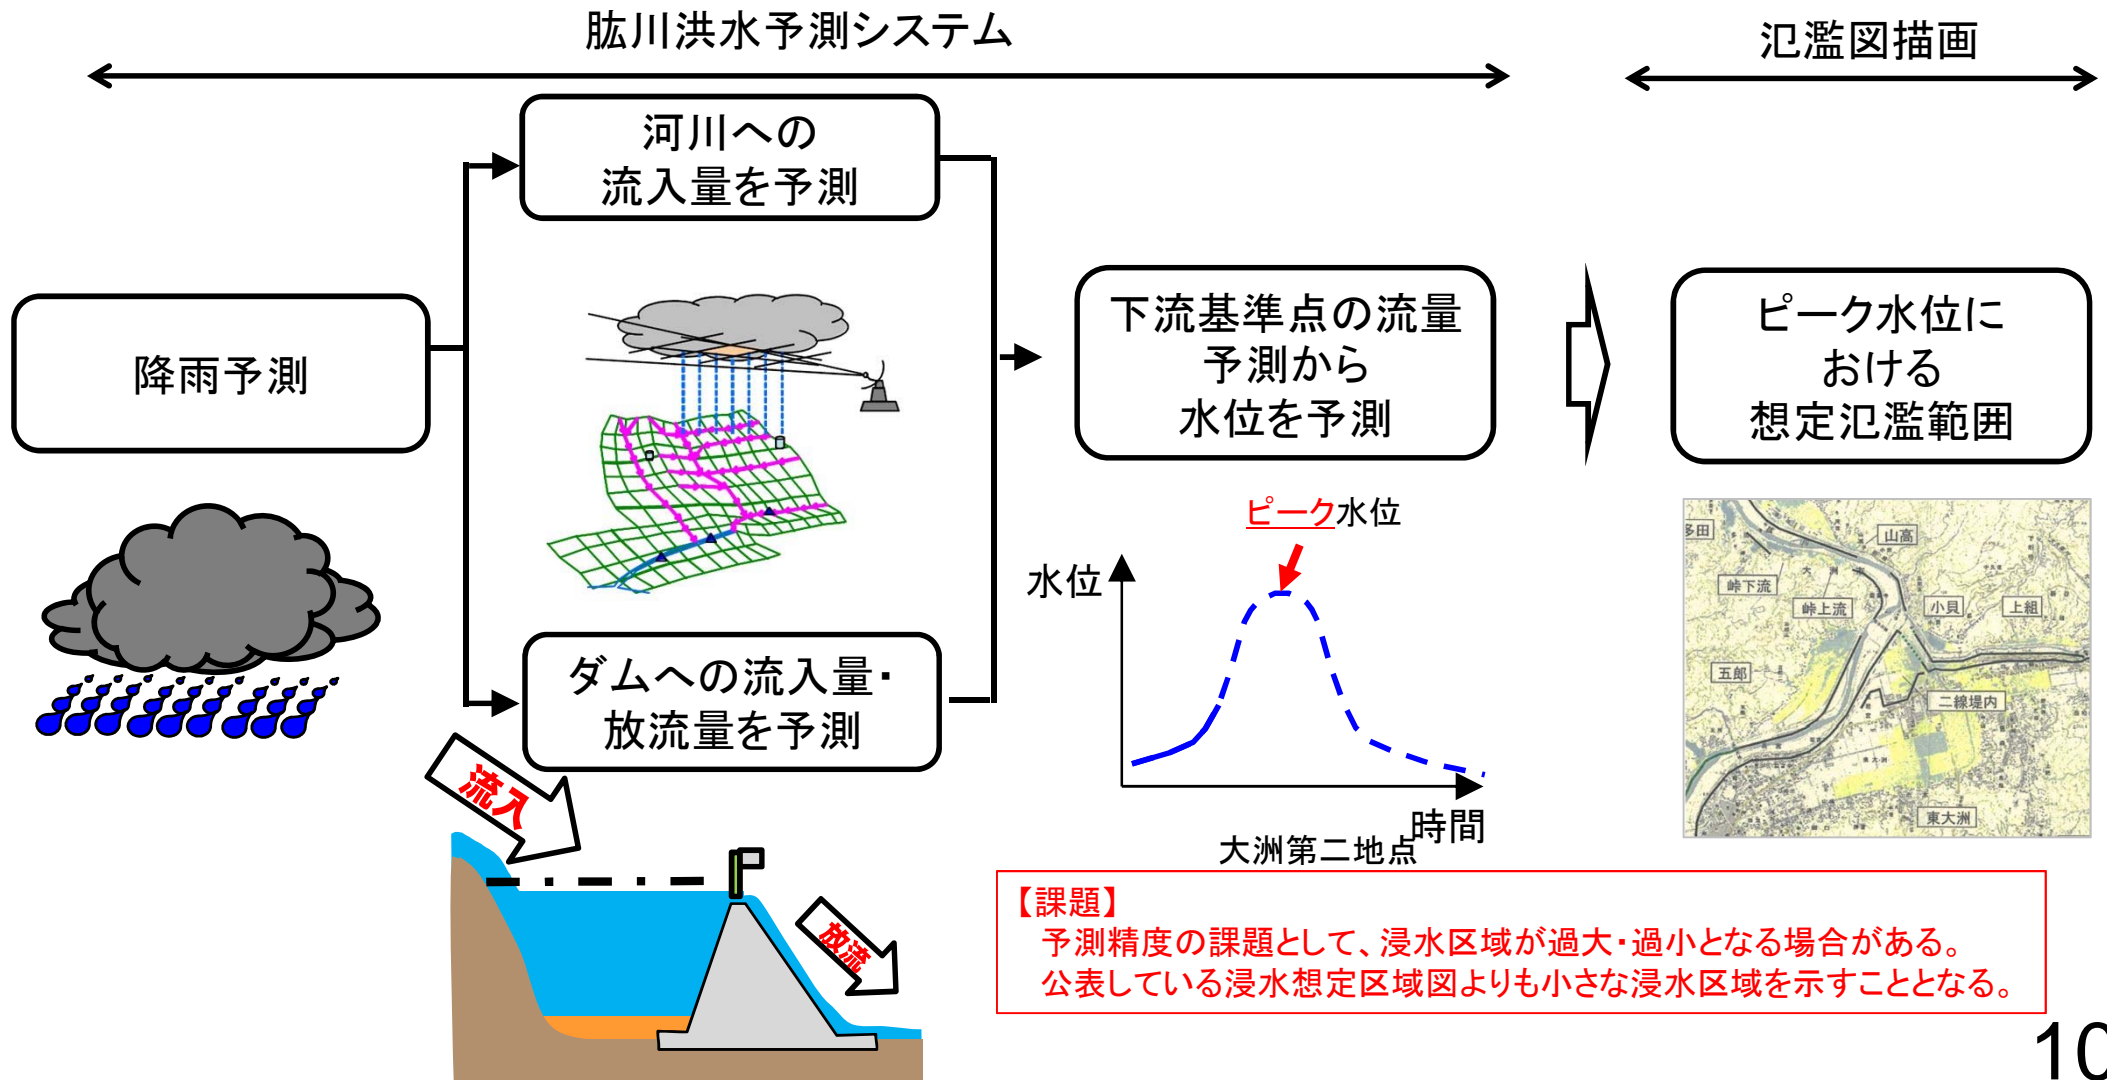 肱川洪水予測システム
氾濫図描画
河川への
流入量を予測
降雨予測
下流基準点の流量
予測から
水位を予測
ピーク水位に
おける
想定氾濫範囲
ダムへの流入量・
放流量を予測
流入
放流
ピーク水位
水位
時間
大洲第二地点
多田
山高
峠下流
峠上流
小貝
上組
五郎
二線堤内
東大洲
【課題】
予測精度の課題として、浸水区域が過大・過小となる場合がある。
公表している浸水想定区域図よりも小さな浸水区域を示すこととなる。
10